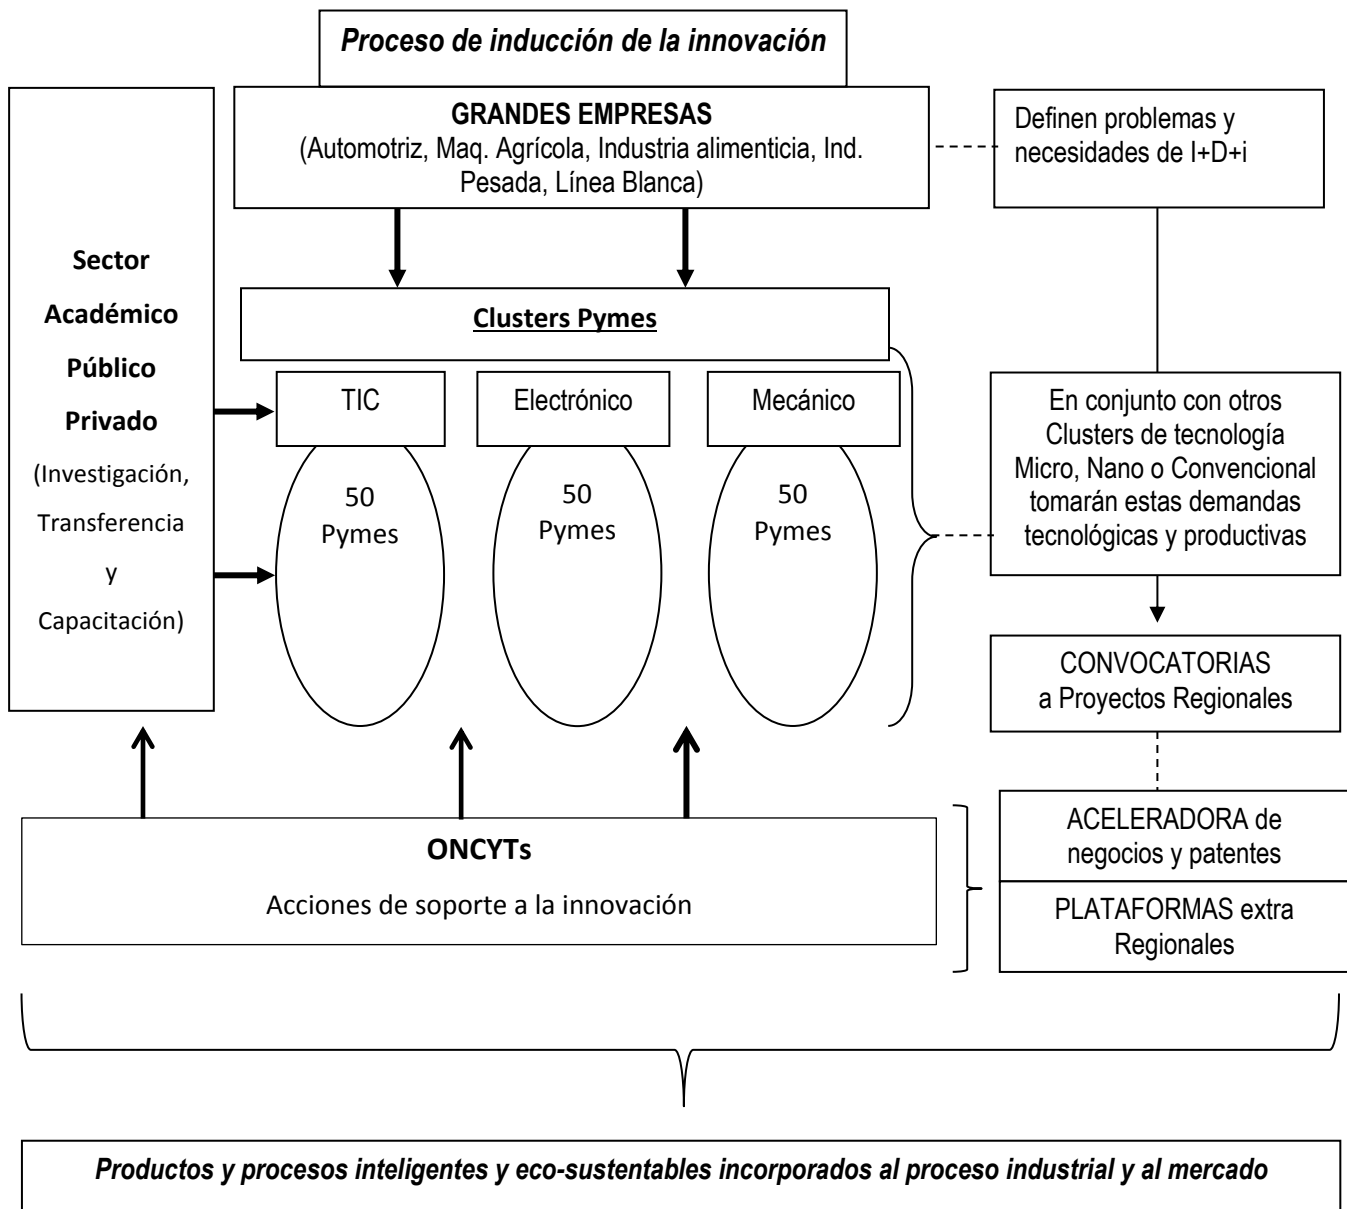 Proceso de inducción de la innovación
GRANDES EMPRESAS
(Automotriz, Maq. Agrícola, Industria alimenticia, Ind.
Pesada, Línea Blanca)
Definen problemas y
necesidades de I+D+i
Sector
Académico
Público
Privado
(Investigación,
Transferencia
y
Capacitación)
Clusters Pymes
TIC
Electrónico
Mecánico
50
Pymes
50
Pymes
50
Pymes
En conjunto con otros
Clusters de tecnología
Micro, Nano o Convencional
tomarán estas demandas
tecnológicas y productivas
CONVOCATORIAS
a Proyectos Regionales
ONCYTs
Acciones de soporte a la innovación
ACELERADORA de
negocios y patentes
PLATAFORMAS extra
Regionales
Productos y procesos inteligentes y eco-sustentables incorporados al proceso industrial y al mercado